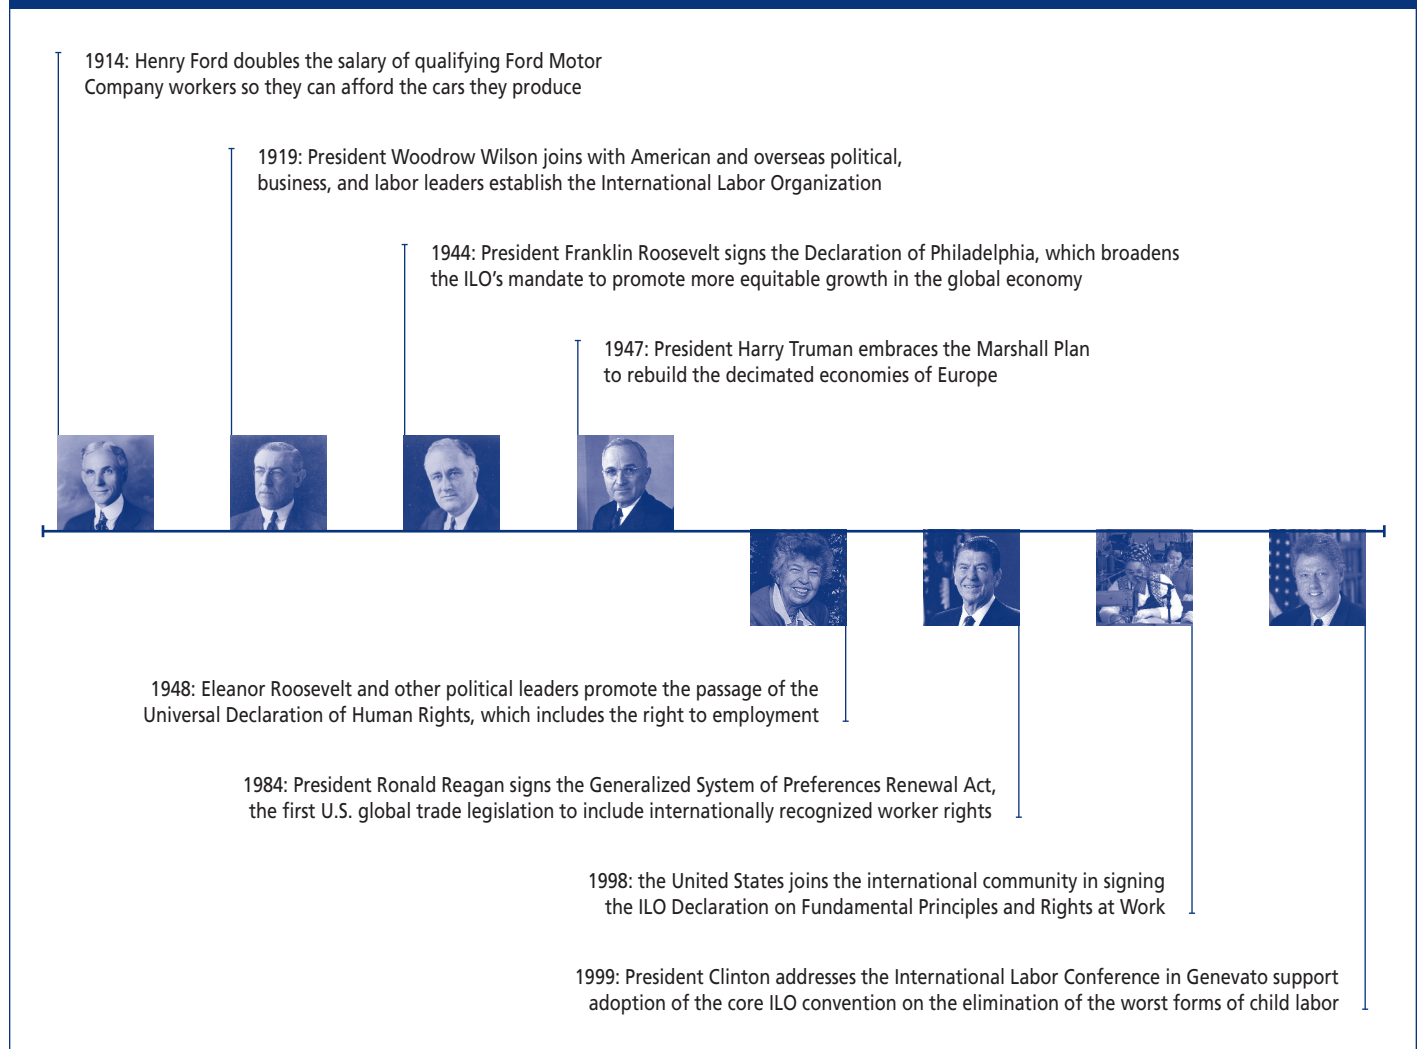 1914: Henry Ford doubles the salary of qualifying Ford Motor
Company workers so they can afford the cars they produce
1919: President Woodrow Wilson joins with American and overseas political,
business, and labor leaders establish the International Labor Organization
1944: President Franklin Roosevelt signs the Declaration of Philadelphia, which broadens
the ILO’s mandate to promote more equitable growth in the global economy
1947: President Harry Truman embraces the Marshall Plan
to rebuild the decimated economies of Europe
1948: Eleanor Roosevelt and other political leaders promote the passage of the
Universal Declaration of Human Rights, which includes the right to employment
1984: President Ronald Reagan signs the Generalized System of Preferences Renewal Act,
the first U.S. global trade legislation to include internationally recognized worker rights
1998: the United States joins the international community in signing
the ILO Declaration on Fundamental Principles and Rights at Work
1999: President Clinton addresses the International Labor Conference in Genevato support
adoption of the core ILO convention on the elimination of the worst forms of child labor